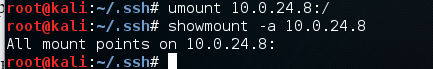 root@kali:~/.ssh# umount 10.0.24.8:/
root@kali:~/.ssh# showmount -a 10.0.24.8
All mount points on 10.0.24.8:
root@kali:~/.ssh#